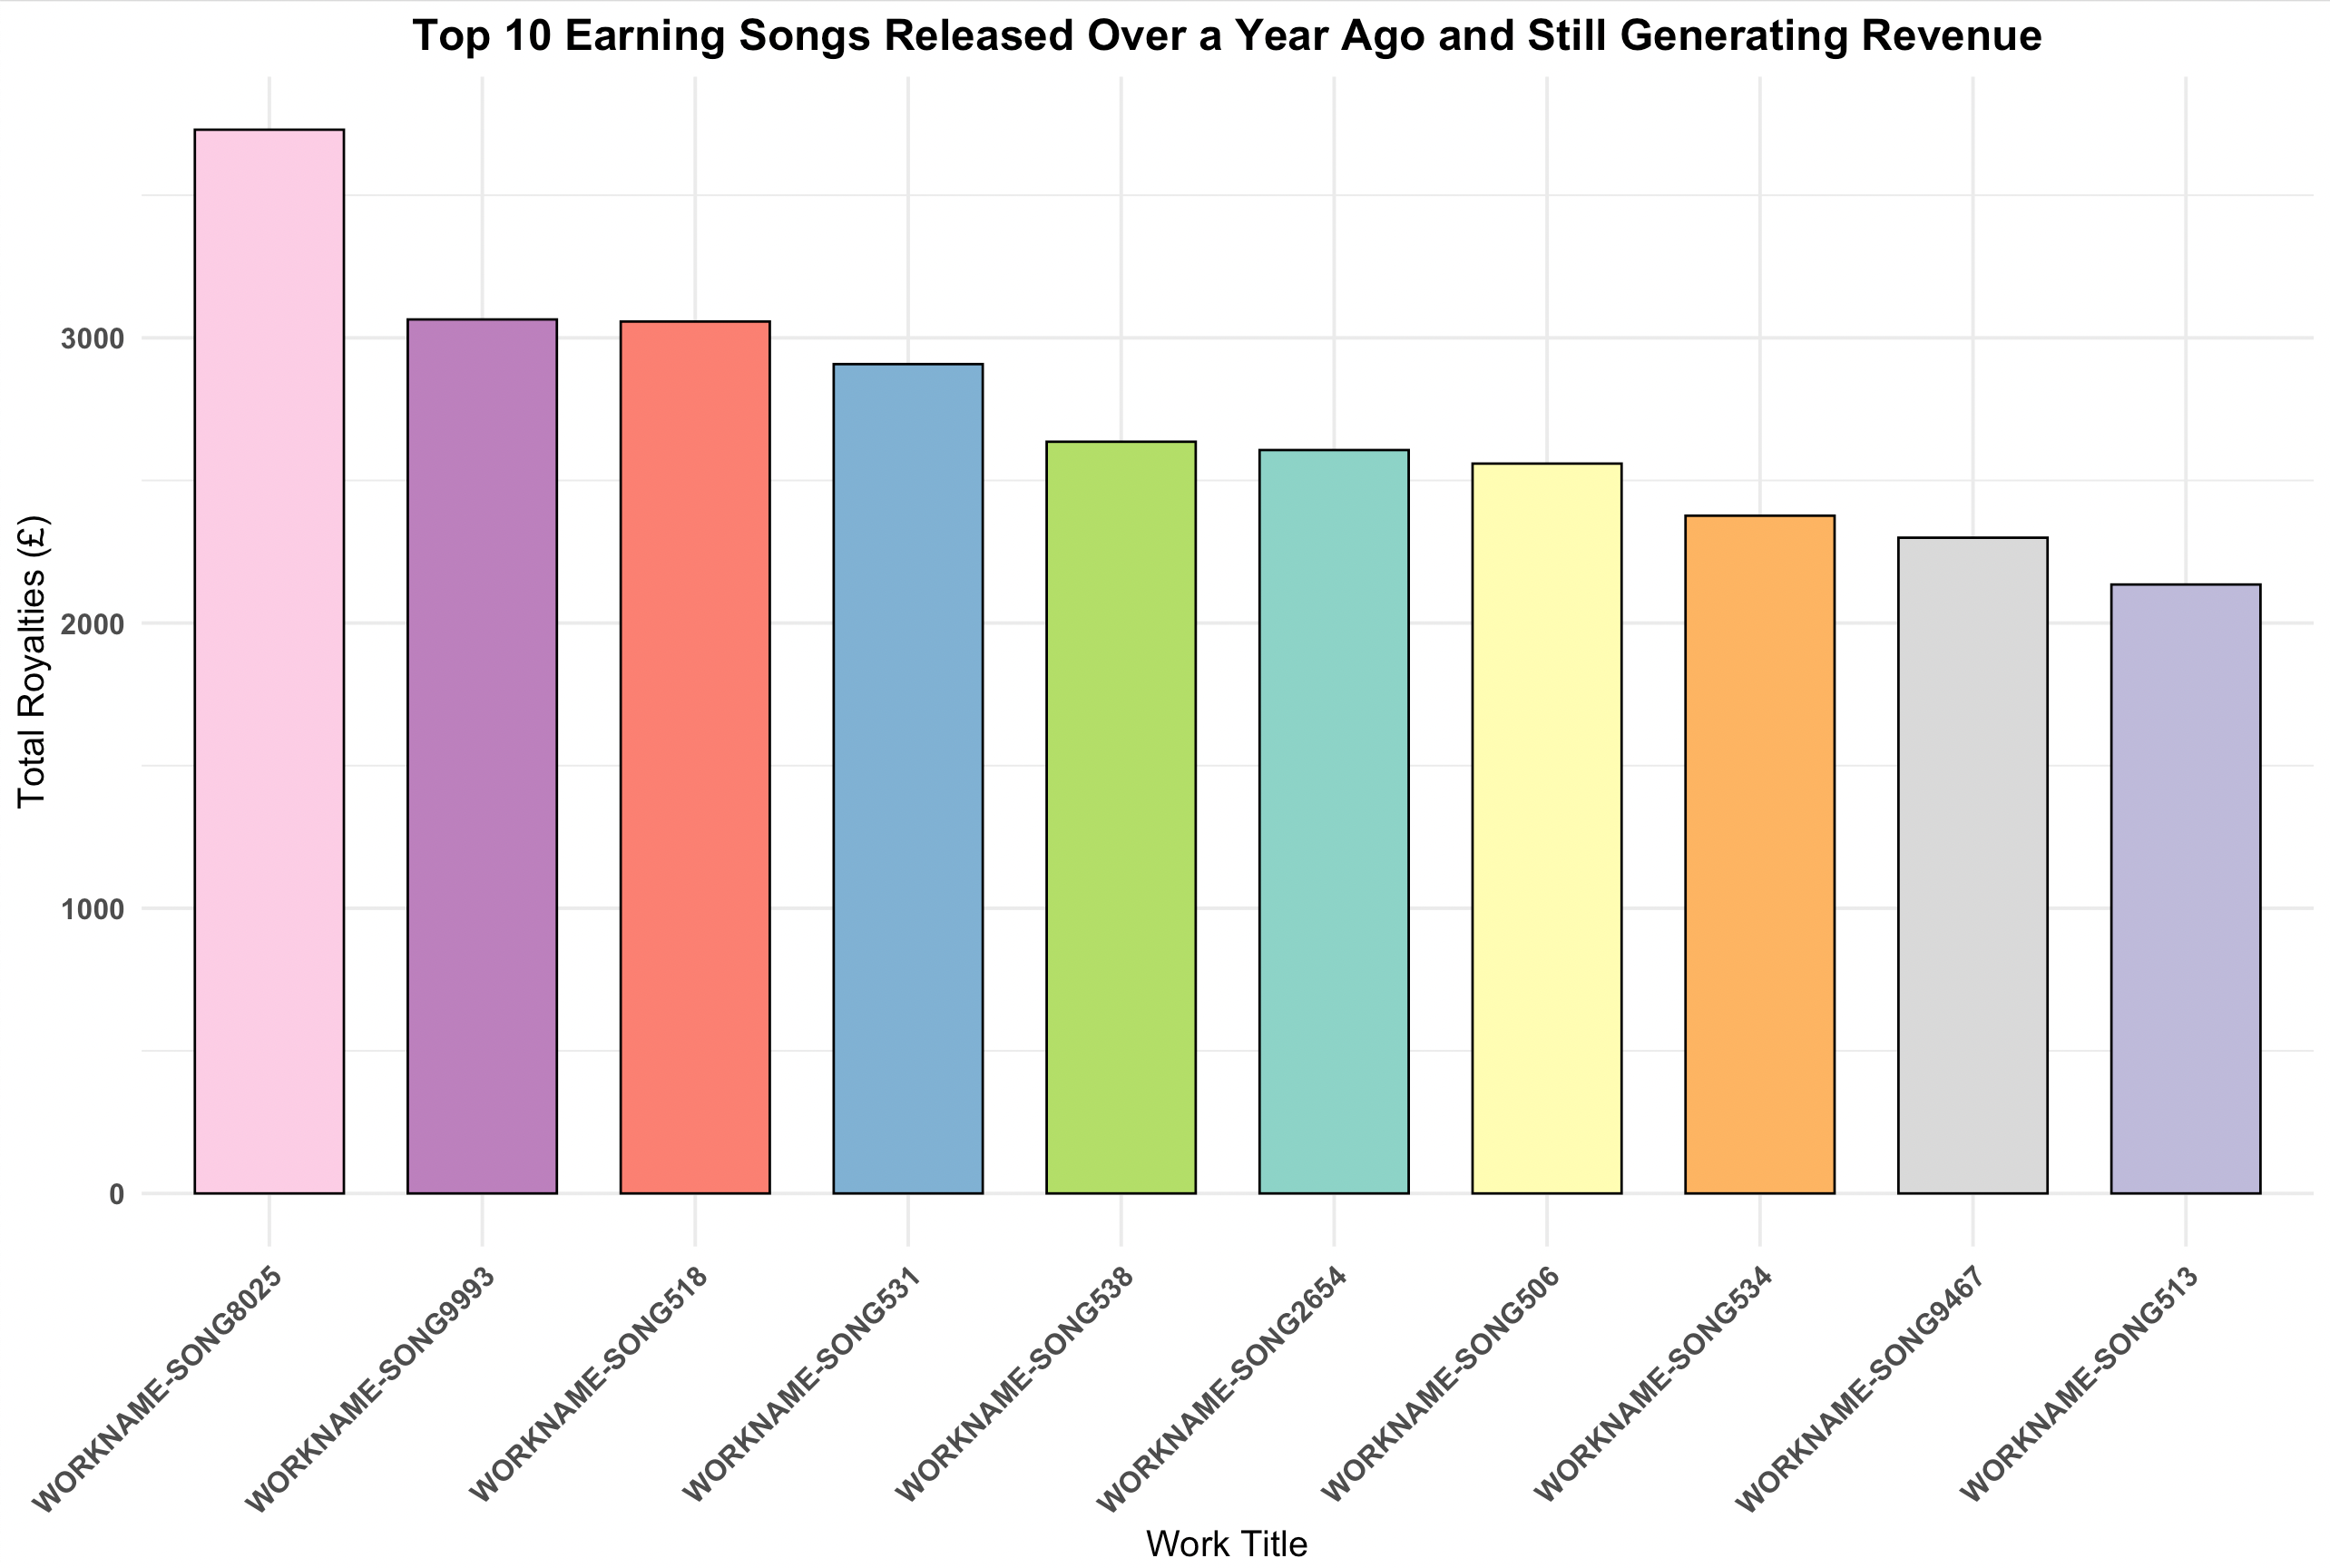 Top 10 Earning Songs Released Over a Year Ago and Still Generating Revenue
Total Royalties (£)
3000
2000
1000
0
WORKNAME-SONG8025
WORKNAME-SONG9993
WORKNAME-SONG518
WORKNAME-SONG531
WORKNAME-SONG538
WORKNAME-SONG2654
WORKNAME-SONG506
WORKNAME-SONG534
WORKNAME-SONG9467
WORKNAME-SONG513
Work Title